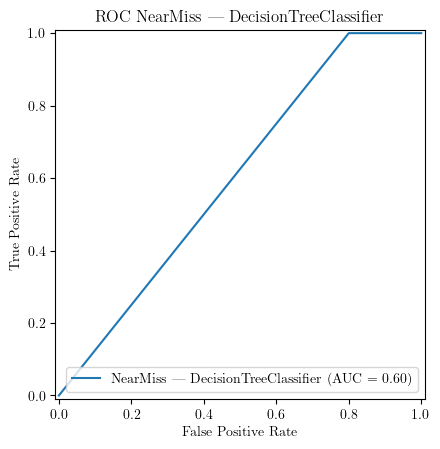 ROC NearMiss — DecisionTreeClassifier
1.0
0.8
0.6
0.4
0.2
0.0
True Positive Rate
NearMiss — DecisionTreeClassifier (AUC = 0.60)
0.0 0.2 0.4 0.6 0.8 1.0
False Positive Rate